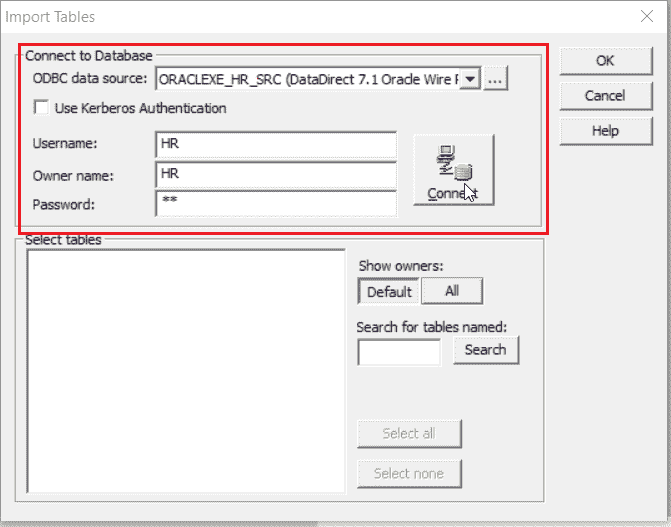 Import Tables
Connect to Database
OK
ODBC data source: ORACLEXE_HR_SRC (DataDirect 7.1 Oracle Wire P ...
Cancel
Use Kerberos Authentication
Help
Username: HR
Owner name: HR
Connect
Password: **
Select tables
Show owners:
Default All
Search for tables named:
Search
Select all
Select none